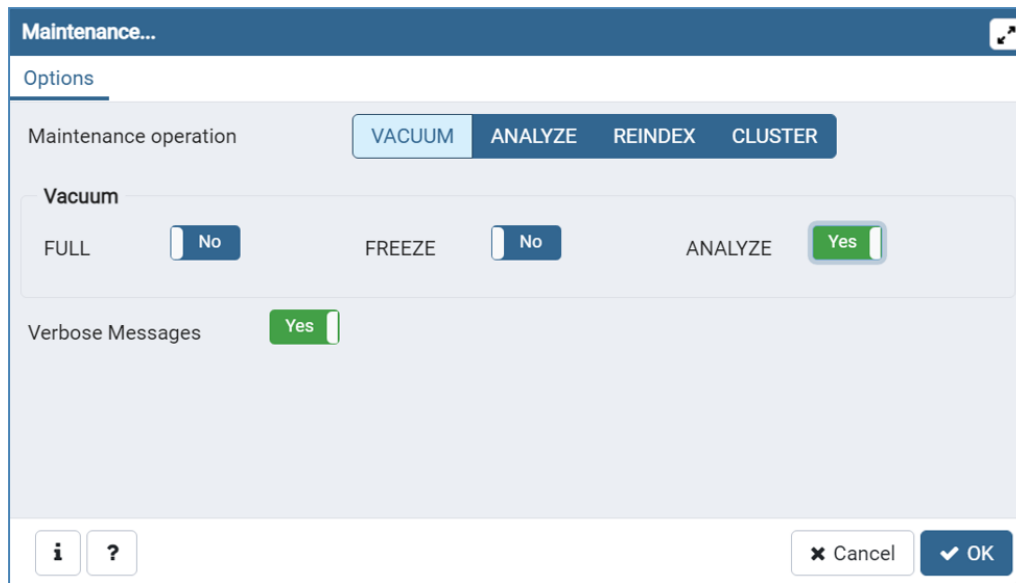 Maintenance...
Options
Maintenance operation VACUUM ANALYZE REINDEX CLUSTER
Vacuum
FULL No FREEZE No ANALYZE Yes
Verbose Messages Yes
i ? Cancel OK